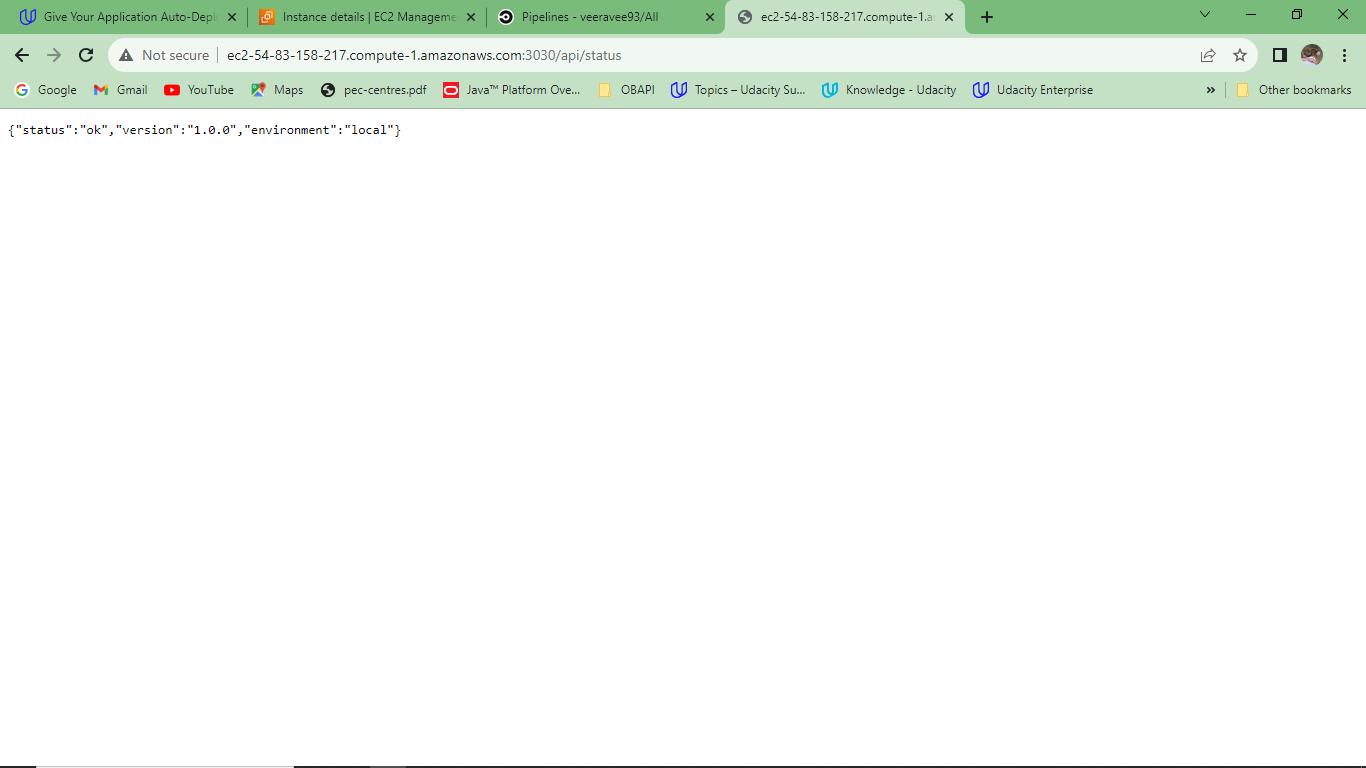 Give Your Application Auto-Depl
Instance details | EC2 Manageme
Pipelines - veeravee93/All
ec2-54-83-158-217.compute-1.a
Not secure
ec2-54-83-158-217.compute-1.amazonaws.com:3030/api/status
Google
Gmail
YouTube
Maps
pec-centres.pdf
Java™ Platform Ove...
OBAPI
Topics – Udacity Su...
Knowledge - Udacity
Udacity Enterprise
»
Other bookmarks
{"status":"ok","version":"1.0.0","environment":"local"}